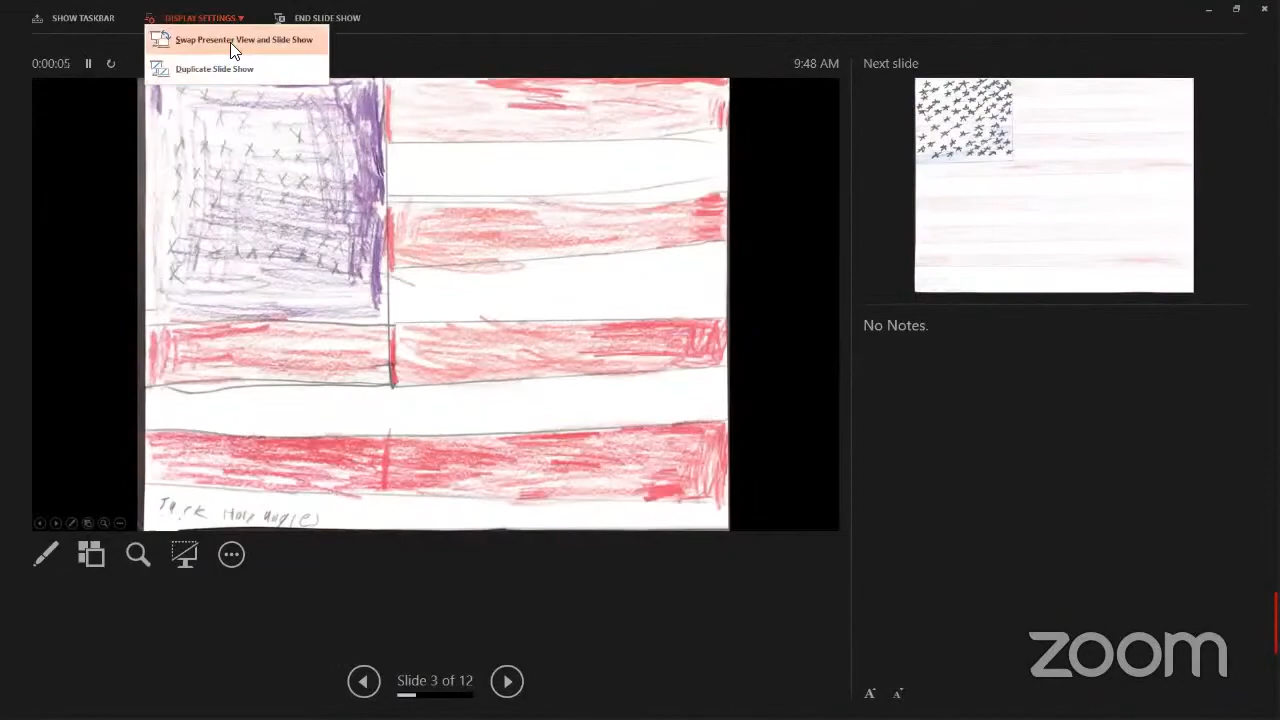 SHOW TASKBAR
DISPLAY SETTINGS ▼
END SLIDE SHOW
Swap Presenter View and Slide Show
Duplicate Slide Show
0:00:05
9:48 AM
Next slide
No Notes.
Slide 3 of 12
A A
zoom